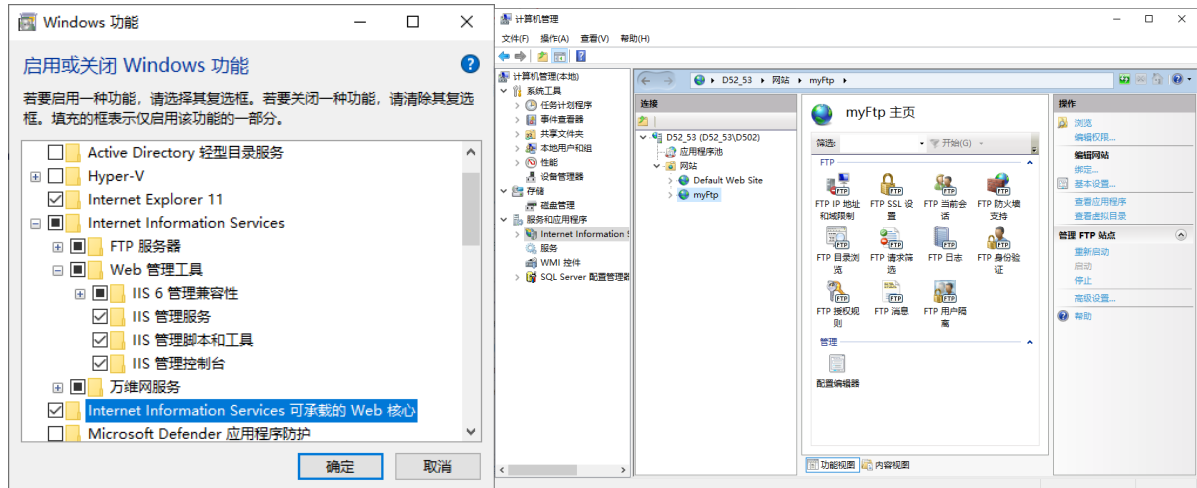 Windows 功能
启用或关闭 Windows 功能
若要启用一种功能，请选择其复选框。若要关闭一种功能，请清除其复选
框。填充的框表示仅启用该功能的一部分。
Active Directory 轻型目录服务
Hyper-V
Internet Explorer 11
Internet Information Services
FTP 服务器
Web 管理工具
IIS 6 管理兼容性
IIS 管理服务
IIS 管理脚本和工具
IIS 管理控制台
万维网服务
Internet Information Services 可承载的 Web 核心
Microsoft Defender 应用程序防护
确定
取消
计算机管理
文件(F) 操作(A) 查看(V) 帮助(H)
计算机管理(本地)
系统工具
任务计划程序
事件查看器
共享文件夹
本地用户和组
性能
设备管理器
存储
磁盘管理
服务和应用程序
Internet Information S
服务
WMI 控件
SQL Server 配置管理器
D52_53 网站 myFtp
连接
D52_53 (D52_53\D502)
应用程序池
网站
Default Web Site
myFtp
myFtp 主页
筛选: 开始(G)
FTP
FTP IP 地址
和域限制
FTP SSL 设
置
FTP 当前会
话
FTP 防火墙
支持
FTP 目录浏
览
FTP 请求筛
选
FTP 日志
FTP 身份验
证
FTP 授权规
则
FTP 消息
FTP 用户隔
离
管理
配置编辑器
功能视图 内容视图
操作
浏览
编辑权限...
编辑网站
绑定...
基本设置...
查看应用程序
查看虚拟目录
管理 FTP 站点
重新启动
启动
停止
高级设置...
帮助